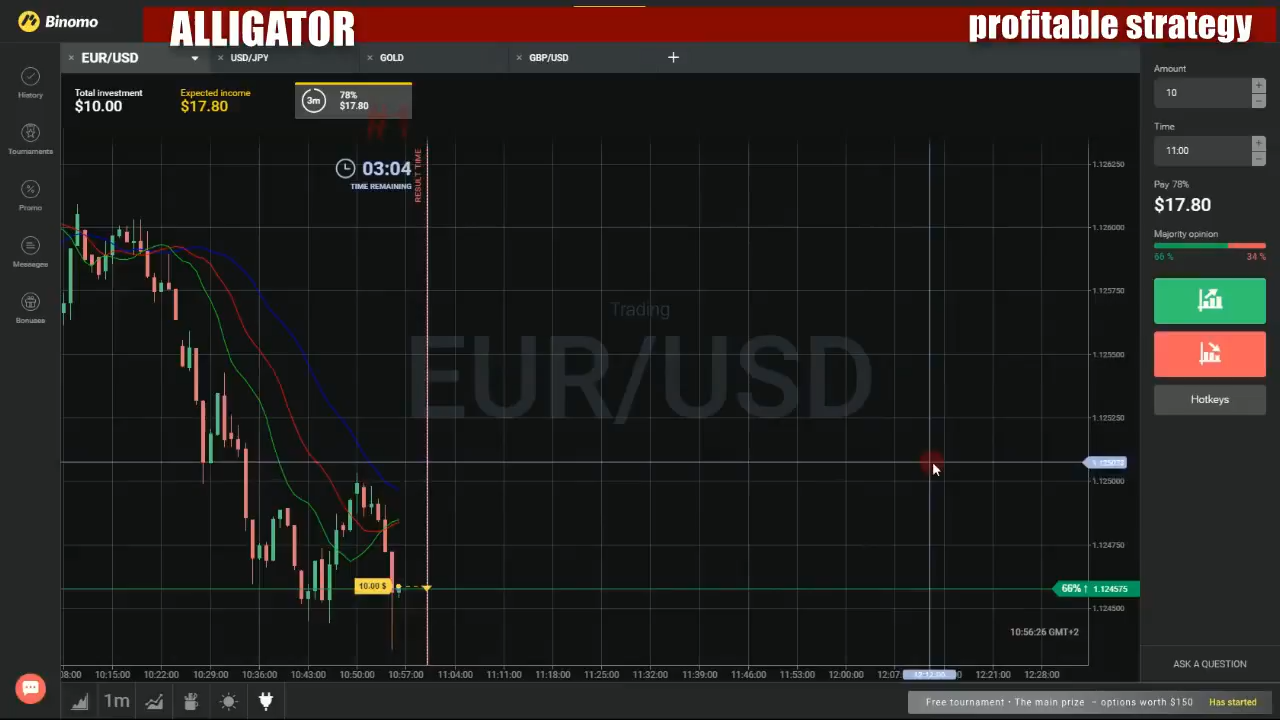 Binomo
ALLIGATOR
profitable strategy
EUR/USD
USD/JPY
GOLD
GBP/USD
History
Tournaments
Promo
Messages
Bonuses
Total investment
$10.00
Expected income
$17.80
3m
78%
$17.80
03:04
TIME REMAINING
RESULT TIME
Trading
EUR/USD
10.00 $
1.126250
1.126000
1.125750
1.125500
1.125250
1.125000
1.124750
66% ↑ 1.124575
1.124500
10:56:26 GMT+2
10:15:00 10:22:00 10:29:00 10:36:00 10:43:00 10:50:00 10:57:00 11:04:00 11:11:00 11:18:00 11:25:00 11:32:00 11:39:00 11:46:00 11:53:00 12:00:00 12:21:00 12:28:00
1m
Amount
10
Time
11:00
Pay 78%
$17.80
Majority opinion
66 % 34 %
Hotkeys
ASK A QUESTION
Free tournament · The main prize – options worth $150 Has started